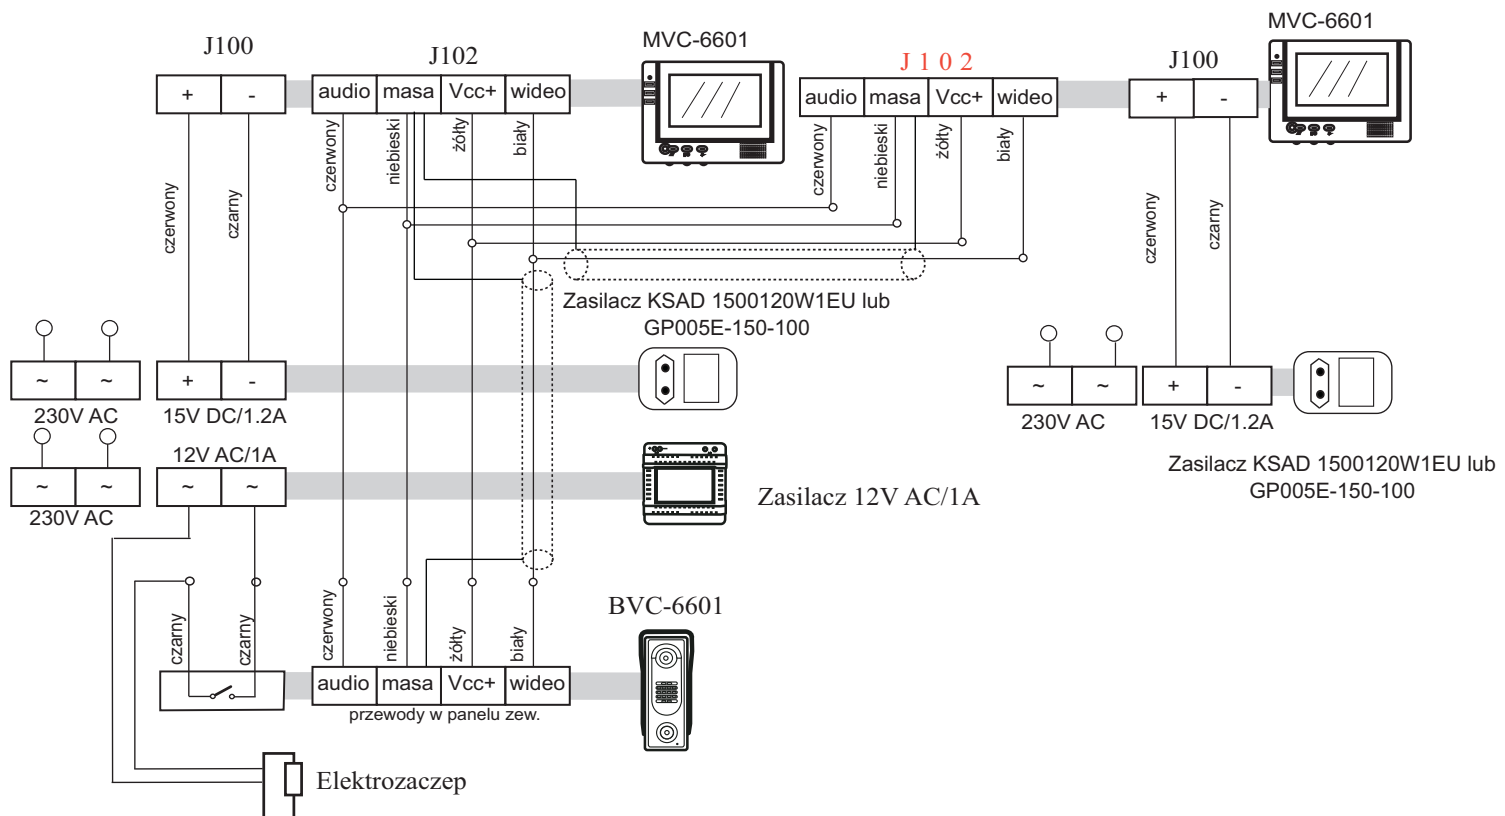 MVC-6601
MVC-6601
J100
J102
J 1 0 2
J100
+ -
audio masa Vcc+ wideo
audio masa Vcc+ wideo
+ -
czerwony
czarny
czerwony
niebieski
żółty
biały
czerwony
niebieski
żółty
biały
czerwony
czarny
Zasilacz KSAD 1500120W1EU lub
GP005E-150-100
~ ~
+ -
230V AC
15V DC/1.2A
~ ~
+ -
230V AC
15V DC/1.2A
Zasilacz KSAD 1500120W1EU lub
GP005E-150-100
12V AC/1A
~ ~
~ ~
230V AC
Zasilacz 12V AC/1A
czarny
czarny
czerwony
niebieski
żółty
biały
BVC-6601
audio masa Vcc+ wideo
przewody w panelu zew.
Elektrozaczep